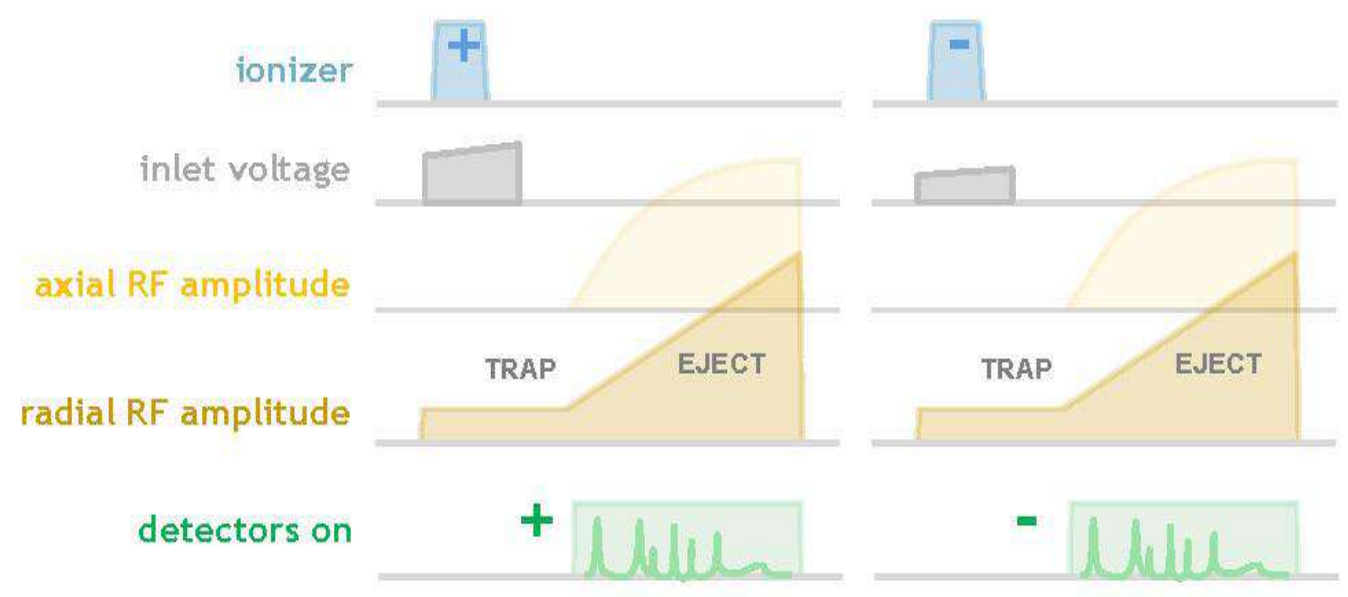 +
-
ionizer
inlet voltage
axial RF amplitude
TRAP
EJECT
TRAP
EJECT
radial RF amplitude
+
-
detectors on